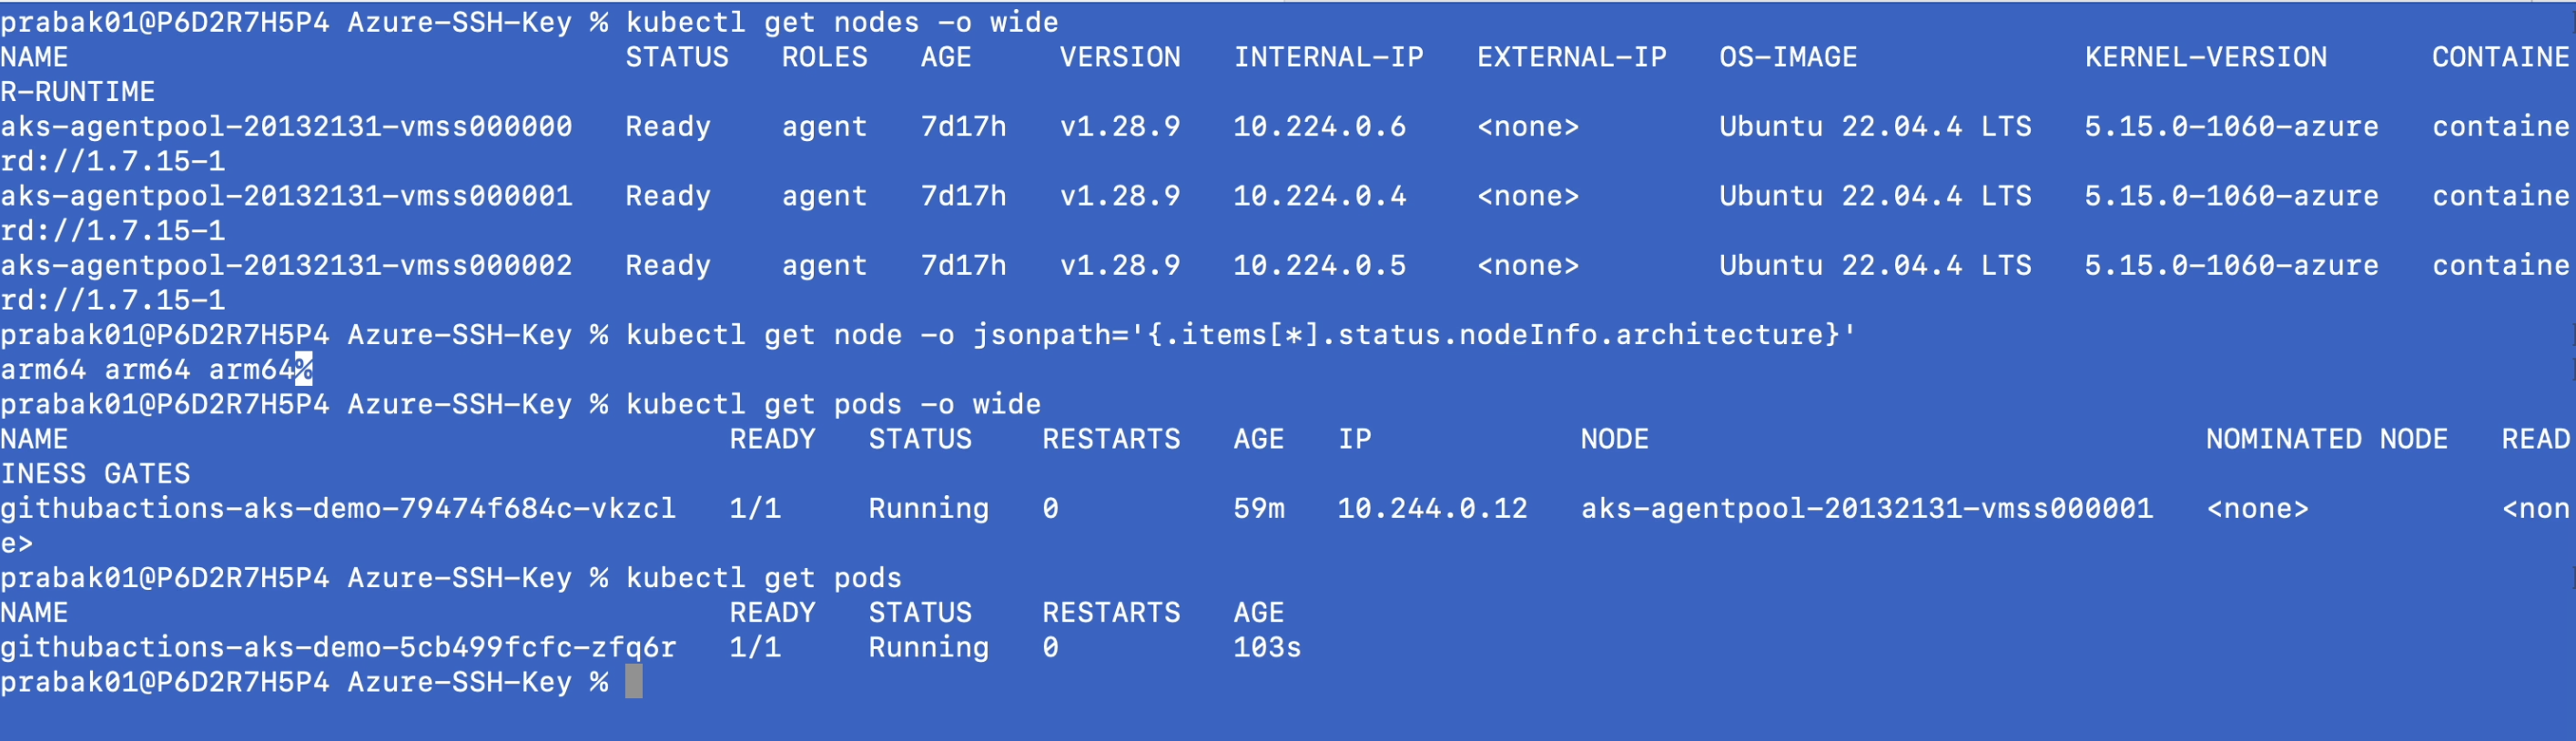 prabak01@P6D2R7H5P4 Azure-SSH-Key % kubectl get nodes -o wide
NAME STATUS ROLES AGE VERSION INTERNAL-IP EXTERNAL-IP OS-IMAGE KERNEL-VERSION CONTAINE
R-RUNTIME
aks-agentpool-20132131-vmss000000 Ready agent 7d17h v1.28.9 10.224.0.6 <none> Ubuntu 22.04.4 LTS 5.15.0-1060-azure containe
rd://1.7.15-1
aks-agentpool-20132131-vmss000001 Ready agent 7d17h v1.28.9 10.224.0.4 <none> Ubuntu 22.04.4 LTS 5.15.0-1060-azure containe
rd://1.7.15-1
aks-agentpool-20132131-vmss000002 Ready agent 7d17h v1.28.9 10.224.0.5 <none> Ubuntu 22.04.4 LTS 5.15.0-1060-azure containe
rd://1.7.15-1
prabak01@P6D2R7H5P4 Azure-SSH-Key % kubectl get node -o jsonpath='{.items[*].status.nodeInfo.architecture}'
arm64 arm64 arm64%
prabak01@P6D2R7H5P4 Azure-SSH-Key % kubectl get pods -o wide
NAME READY STATUS RESTARTS AGE IP NODE NOMINATED NODE READ
INESS GATES
githubactions-aks-demo-79474f684c-vkzcl 1/1 Running 0 59m 10.244.0.12 aks-agentpool-20132131-vmss000001 <none> <non
e>
prabak01@P6D2R7H5P4 Azure-SSH-Key % kubectl get pods
NAME READY STATUS RESTARTS AGE
githubactions-aks-demo-5cb499fcfc-zfq6r 1/1 Running 0 103s
prabak01@P6D2R7H5P4 Azure-SSH-Key %